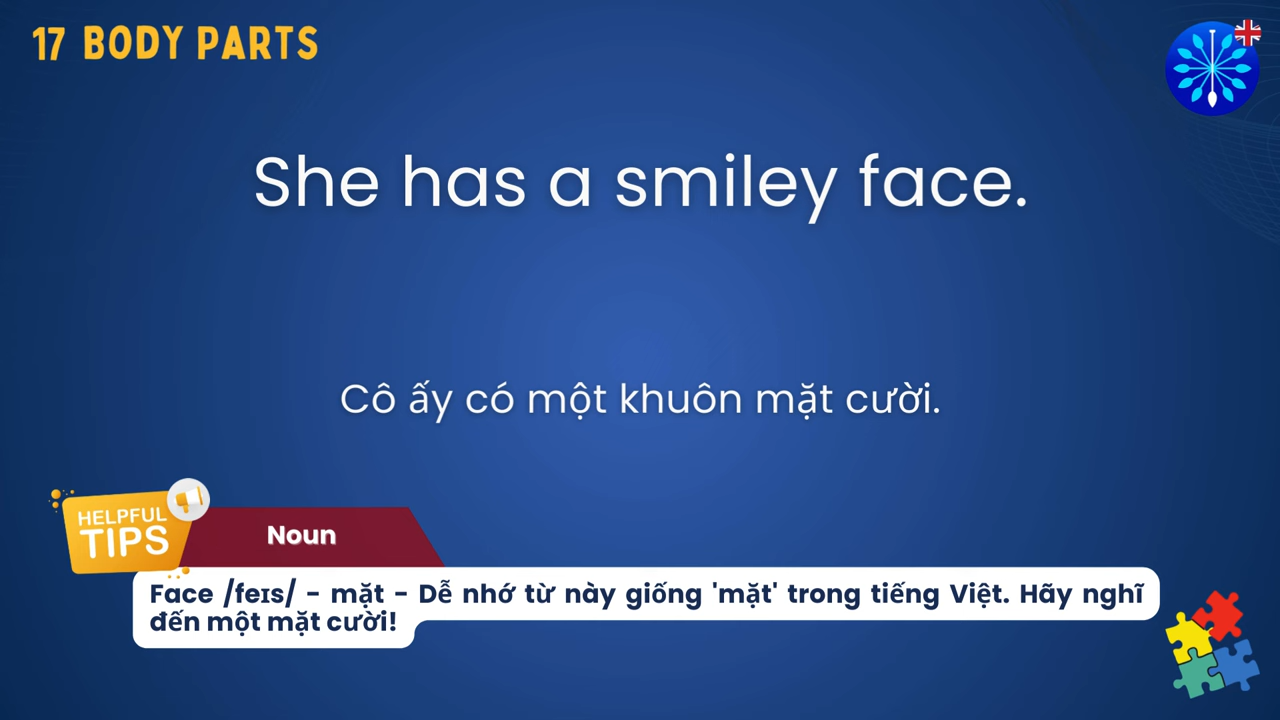 17 BODY PARTS
She has a smiley face.
Cô ấy có một khuôn mặt cười.
HELPFUL
TIPS
Noun
Face /feɪs/ - mặt - Dễ nhớ từ này giống 'mặt' trong tiếng Việt. Hãy nghĩ
đến một mặt cười!